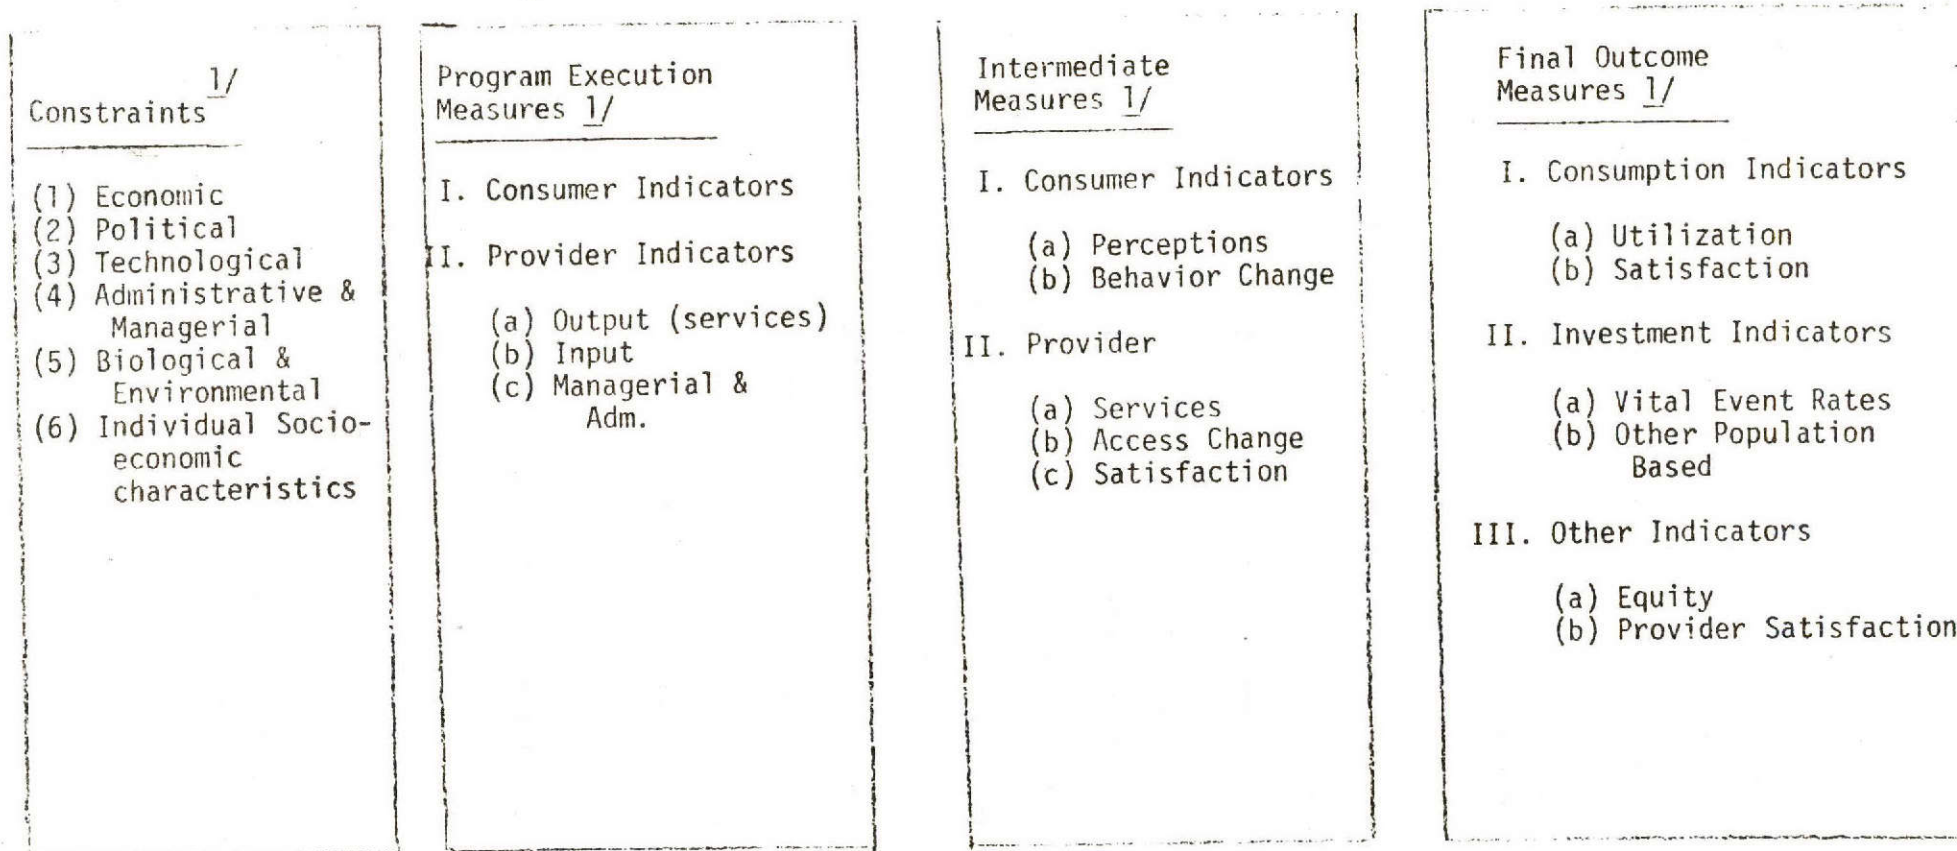 1/
Constraints
(1) Economic
(2) Political
(3) Technological
(4) Administrative &
Managerial
(5) Biological &
Environmental
(6) Individual Socio-
economic
characteristics
Program Execution
Measures 1/
I. Consumer Indicators
II. Provider Indicators
(a) Output (services)
(b) Input
(c) Managerial &
Adm.
Intermediate
Measures 1/
I. Consumer Indicators
(a) Perceptions
(b) Behavior Change
II. Provider
(a) Services
(b) Access Change
(c) Satisfaction
Final Outcome
Measures 1/
I. Consumption Indicators
(a) Utilization
(b) Satisfaction
II. Investment Indicators
(a) Vital Event Rates
(b) Other Population
Based
III. Other Indicators
(a) Equity
(b) Provider Satisfaction